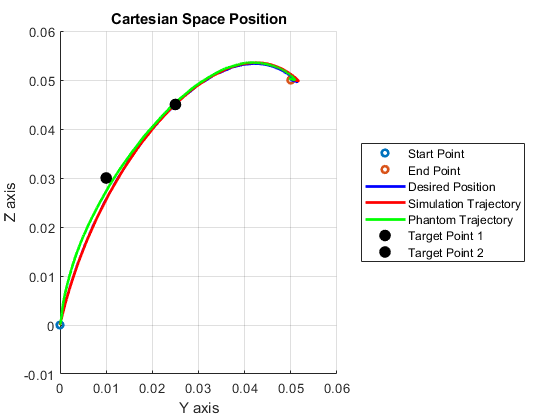 Cartesian Space Position
0.06
0.05
0.04
0.03
0.02
0.01
0
-0.01
Z axis
0 0.01 0.02 0.03 0.04 0.05 0.06
Y axis
Start Point
End Point
Desired Position
Simulation Trajectory
Phantom Trajectory
Target Point 1
Target Point 2